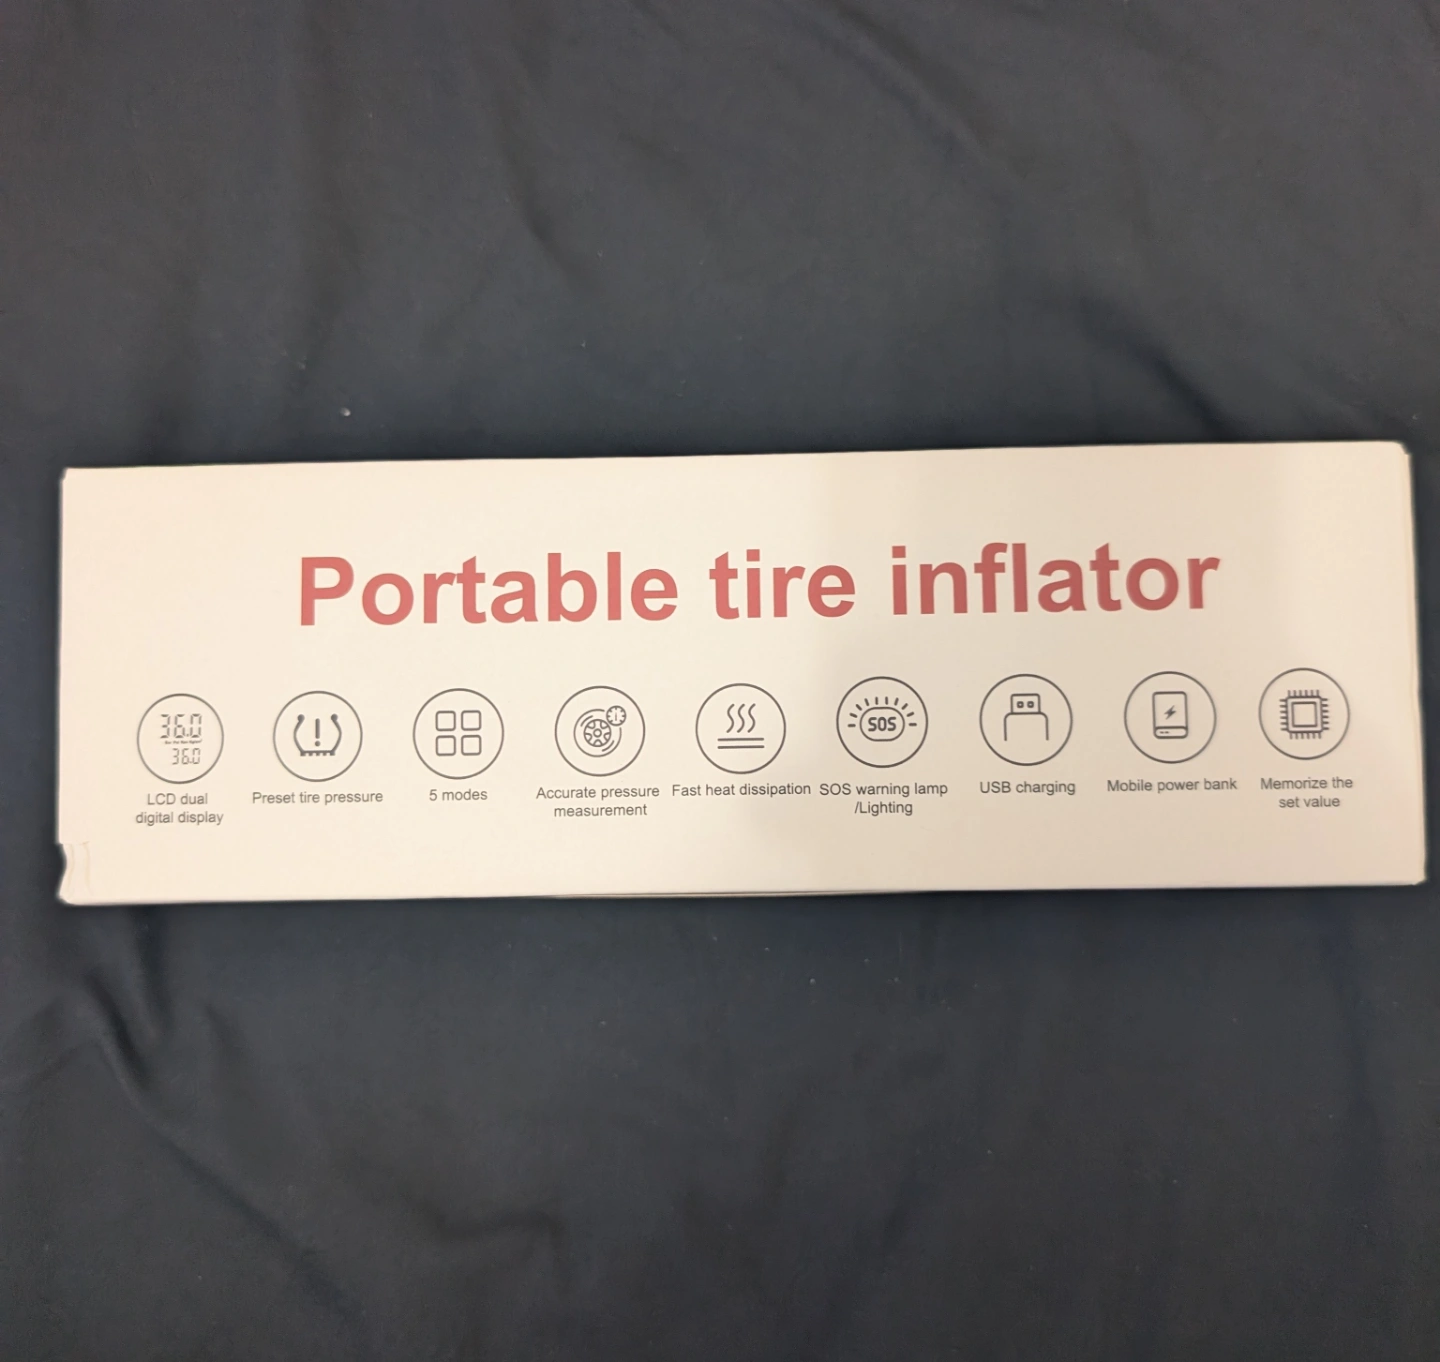 Portable tire inflator
36.0
36.0
SOS
LCD dual
digital display
Preset tire pressure
5 modes
Accurate pressure
measurement
Fast heat dissipation
SOS warning lamp
/Lighting
USB charging
Mobile power bank
Memorize the
set value